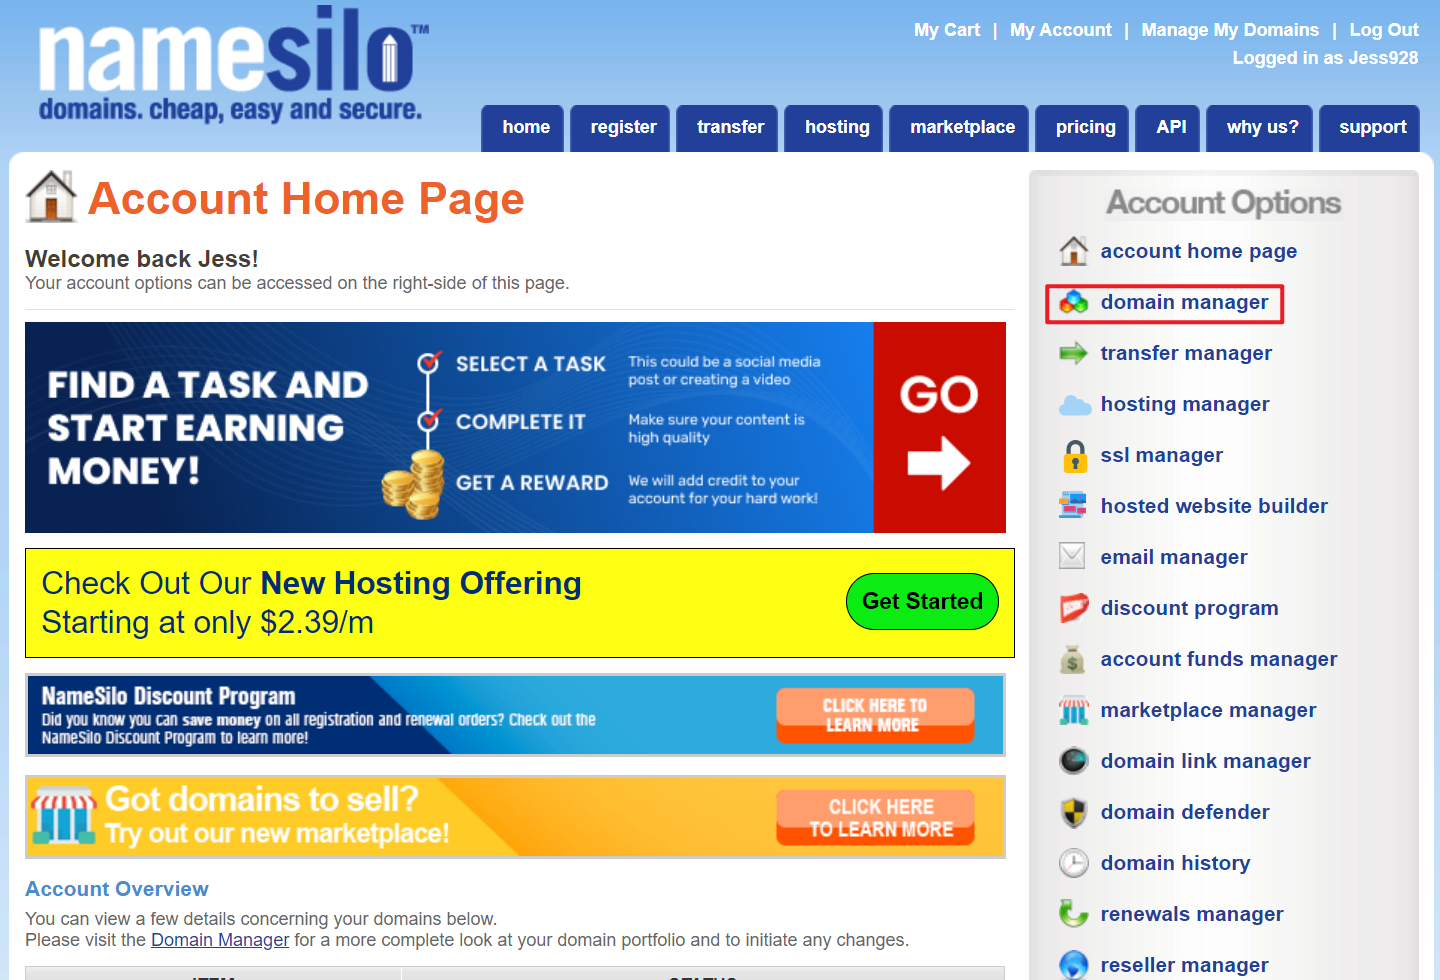 namesilo™
domains. cheap, easy and secure.
My Cart | My Account | Manage My Domains | Log Out
Logged in as Jess928
home register transfer hosting marketplace pricing API why us? support
Account Home Page
Welcome back Jess!
Your account options can be accessed on the right-side of this page.
FIND A TASK AND
START EARNING
MONEY!
SELECT A TASK
This could be a social media
post or creating a video
COMPLETE IT
Make sure your content is
high quality
GET A REWARD
We will add credit to your
account for your hard work!
GO
Check Out Our New Hosting Offering
Starting at only $2.39/m
Get Started
NameSilo Discount Program
Did you know you can save money on all registration and renewal orders? Check out the
NameSilo Discount Program to learn more!
CLICK HERE TO
LEARN MORE
Got domains to sell?
Try out our new marketplace!
CLICK HERE
TO LEARN MORE
Account Overview
You can view a few details concerning your domains below.
Please visit the Domain Manager for a more complete look at your domain portfolio and to initiate any changes.
ITEM STATUS
Account Options
account home page
domain manager
transfer manager
hosting manager
ssl manager
hosted website builder
email manager
discount program
account funds manager
marketplace manager
domain link manager
domain defender
domain history
renewals manager
reseller manager